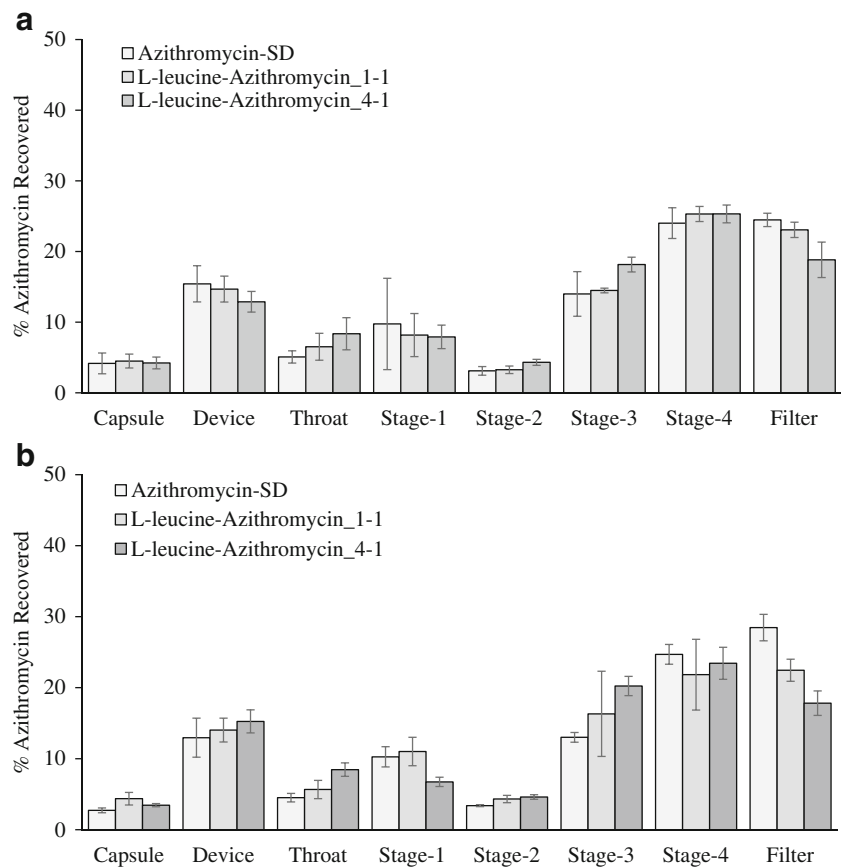 a
50
40
30
20
10
0
% Azithromycin Recovered
Azithromycin-SD
L-leucine-Azithromycin_1-1
L-leucine-Azithromycin_4-1
Capsule Device Throat Stage-1 Stage-2 Stage-3 Stage-4 Filter
b
50
40
30
20
10
0
% Azithromycin Recovered
Azithromycin-SD
L-leucine-Azithromycin_1-1
L-leucine-Azithromycin_4-1
Capsule Device Throat Stage-1 Stage-2 Stage-3 Stage-4 Filter